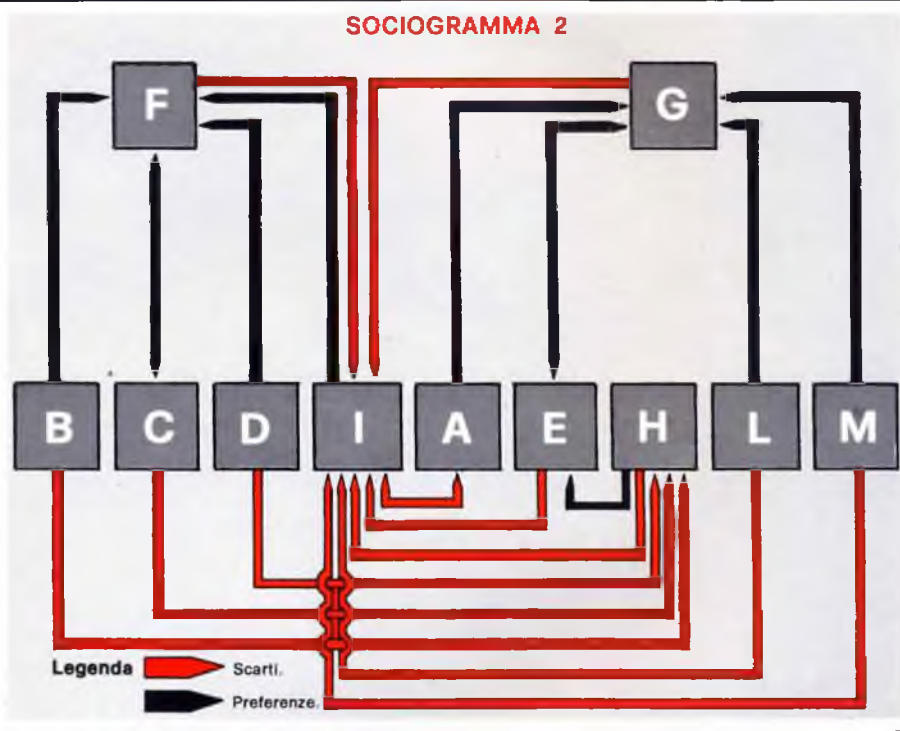 SOCIOGRAMMA 2
F G
B C D I A E H L M
Legenda Scarti.
Preferenze.